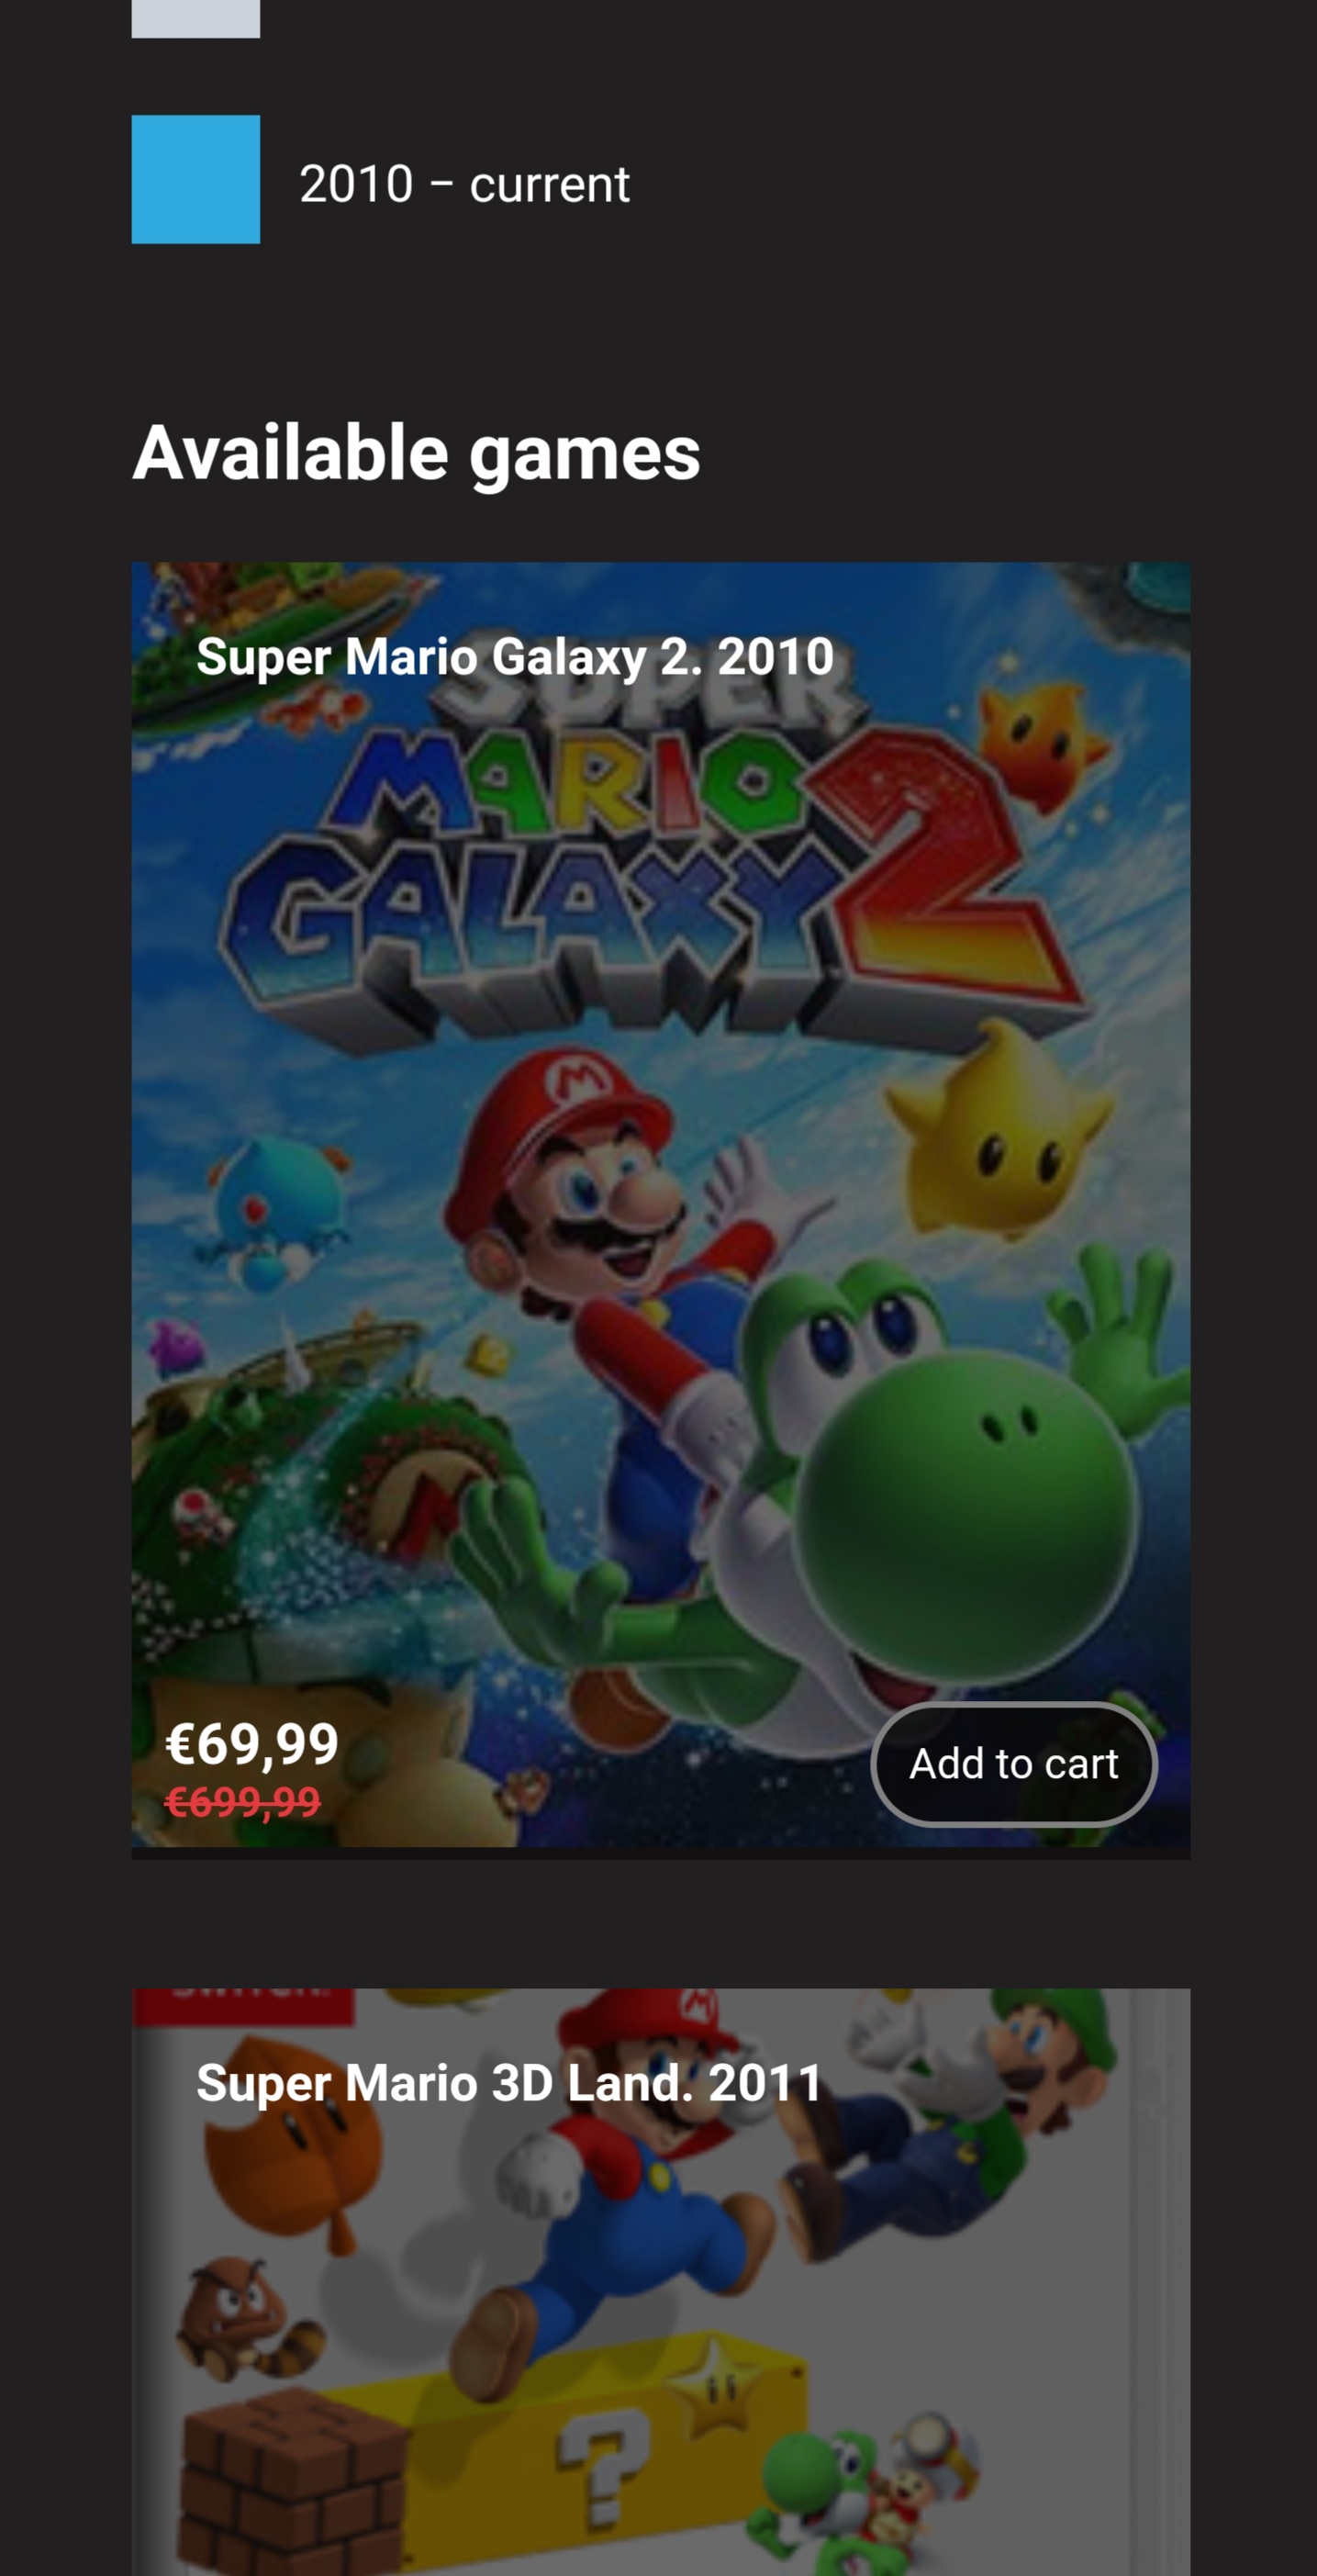 2010 – current
Available games
Super Mario Galaxy 2. 2010
SUPER
MARIO
GALAXY 2
€69,99
€699,99
Add to cart
SWITCH.
Super Mario 3D Land. 2011
?